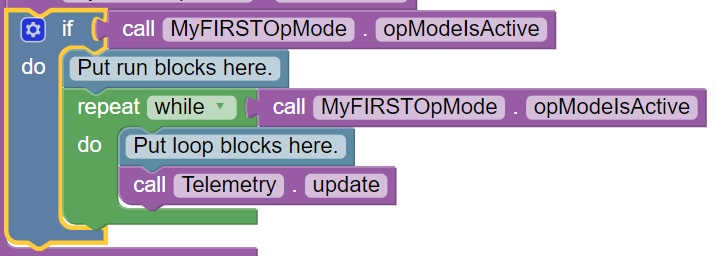 if call MyFIRSTOpMode . opModeIsActive
do Put run blocks here.
repeat while ▼ call MyFIRSTOpMode . opModeIsActive
do Put loop blocks here.
call Telemetry . update